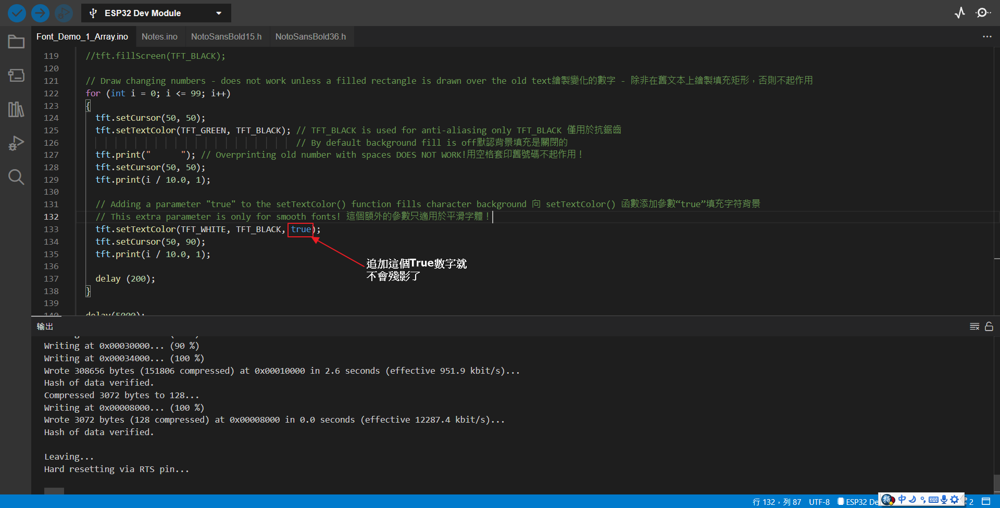 ESP32 Dev Module
Font_Demo_1_Array.ino
Notes.ino
NotoSansBold15.h
NotoSansBold36.h
119 //tft.fillScreen(TFT_BLACK);
120
121 // Draw changing numbers - does not work unless a filled rectangle is drawn over the old text繪製變化的數字 - 除非在舊文本上繪製填充矩形，否則不起作用
122 for (int i = 0; i <= 99; i++)
123 {
124 tft.setCursor(50, 50);
125 tft.setTextColor(TFT_GREEN, TFT_BLACK); // TFT_BLACK is used for anti-aliasing only TFT_BLACK 僅用於抗鋸齒
126 // By default background fill is off默認背景填充是關閉的
127 tft.print("      "); // Overprinting old number with spaces DOES NOT WORK!用空格套印舊號碼不起作用！
128 tft.setCursor(50, 50);
129 tft.print(i / 10.0, 1);
130
131 // Adding a parameter "true" to the setTextColor() function fills character background 向 setTextColor() 函數添加參數“true”填充字符背景
132 // This extra parameter is only for smooth fonts! 這個額外的參數只適用於平滑字體！
133 tft.setTextColor(TFT_WHITE, TFT_BLACK, true);
134 tft.setCursor(50, 90);
135 tft.print(i / 10.0, 1);
136
137 delay (200);
138 }
139
140 delay(5000);
追加這個True數字就
不會殘影了
输出
Writing at 0x00030000... (90 %)
Writing at 0x00034000... (100 %)
Wrote 308656 bytes (151806 compressed) at 0x00010000 in 2.6 seconds (effective 951.9 kbit/s)...
Hash of data verified.
Compressed 3072 bytes to 128...
Writing at 0x00008000... (100 %)
Wrote 3072 bytes (128 compressed) at 0x00008000 in 0.0 seconds (effective 12287.4 kbit/s)...
Hash of data verified.
Leaving...
Hard resetting via RTS pin...
行 132，列 87 UTF-8 ESP32 De 中 2